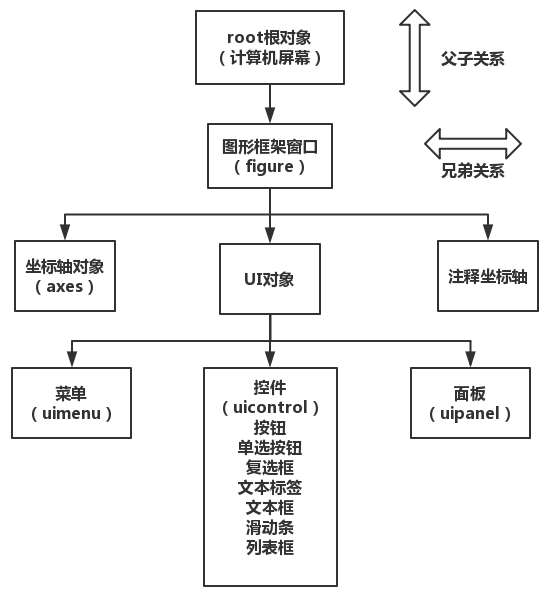 root根对象
（计算机屏幕）
父子关系
图形框架窗口
（figure）
兄弟关系
坐标轴对象
（axes）
UI对象
注释坐标轴
菜单
（uimenu）
控件
（uicontrol）
按钮
单选按钮
复选框
文本标签
文本框
滑动条
列表框
面板
（uipanel）